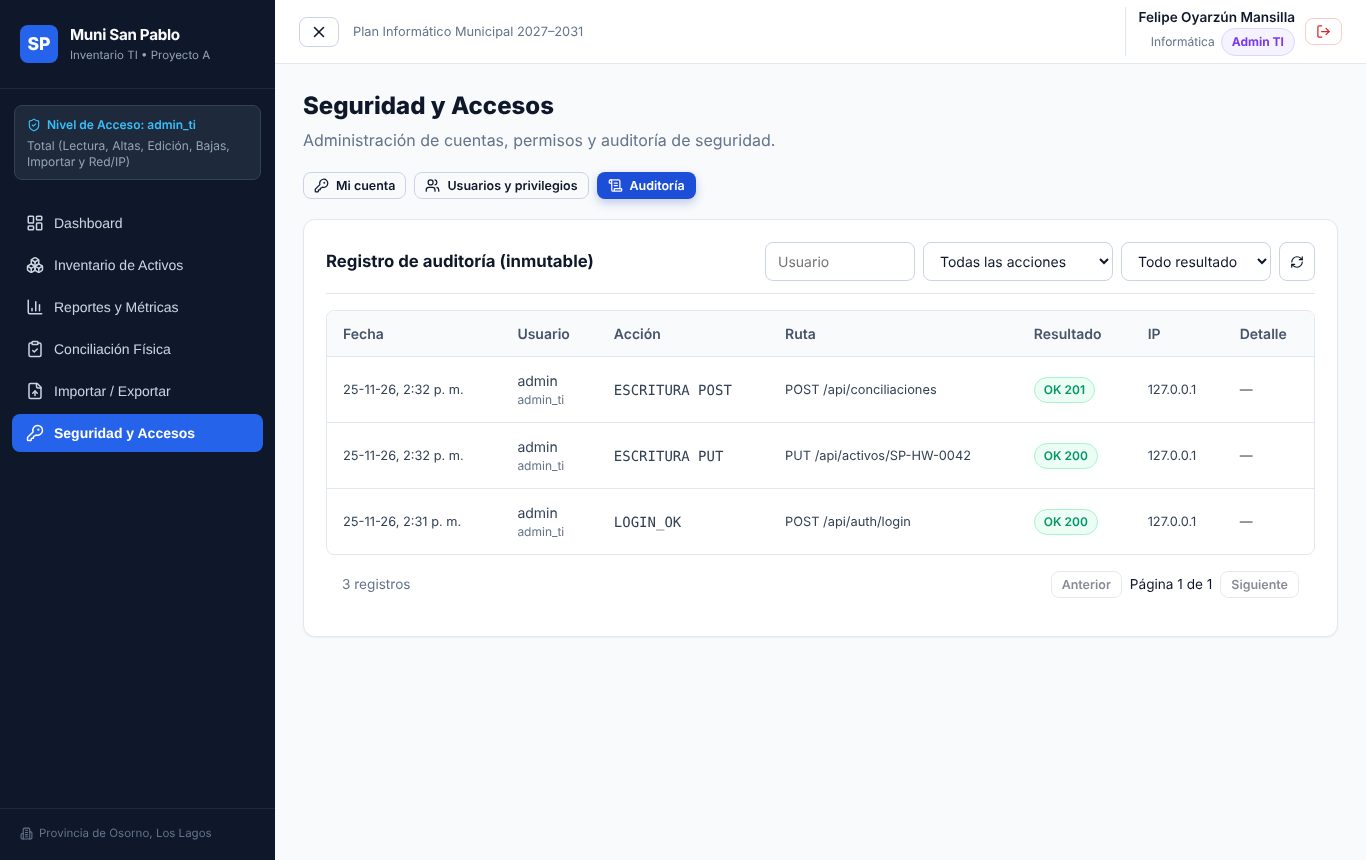 SP
Muni San Pablo
Inventario TI • Proyecto A
Nivel de Acceso: admin_ti
Total (Lectura, Altas, Edición, Bajas,
Importar y Red/IP)
Dashboard
Inventario de Activos
Reportes y Métricas
Conciliación Física
Importar / Exportar
Seguridad y Accesos
Provincia de Osorno, Los Lagos
Plan Informático Municipal 2027–2031
Felipe Oyarzún Mansilla
Informática Admin TI
Seguridad y Accesos
Administración de cuentas, permisos y auditoría de seguridad.
Mi cuenta Usuarios y privilegios Auditoría
Registro de auditoría (inmutable) Usuario Todas las acciones Todo resultado
Fecha Usuario Acción Ruta Resultado IP Detalle
25-11-26, 2:32 p. m. admin ESCRITURA POST POST /api/conciliaciones OK 201 127.0.0.1 —
admin_ti
25-11-26, 2:32 p. m. admin ESCRITURA PUT PUT /api/activos/SP-HW-0042 OK 200 127.0.0.1 —
admin_ti
25-11-26, 2:31 p. m. admin LOGIN_OK POST /api/auth/login OK 200 127.0.0.1 —
admin_ti
3 registros Anterior Página 1 de 1 Siguiente